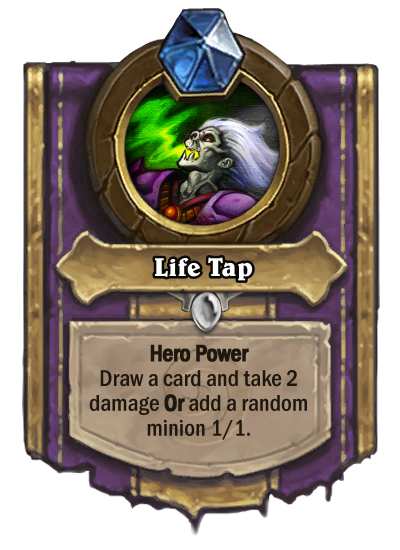 Life Tap
Hero Power
Draw a card and take 2
damage Or add a random
minion 1/1.